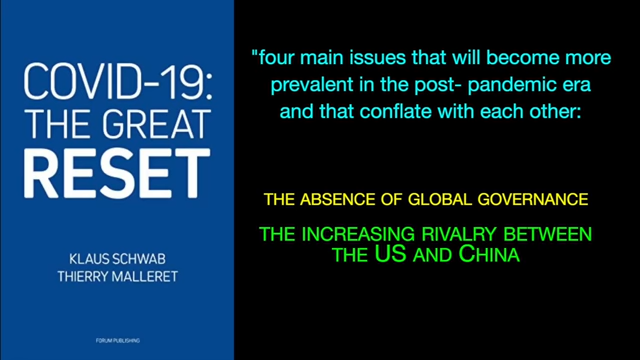 COVID-19:
THE GREAT
RESET
KLAUS SCHWAB
THIERRY MALLERET
FORUM PUBLISHING
"four main issues that will become more
prevalent in the post- pandemic era
and that conflate with each other:
THE ABSENCE OF GLOBAL GOVERNANCE
THE INCREASING RIVALRY BETWEEN
THE US AND CHINA